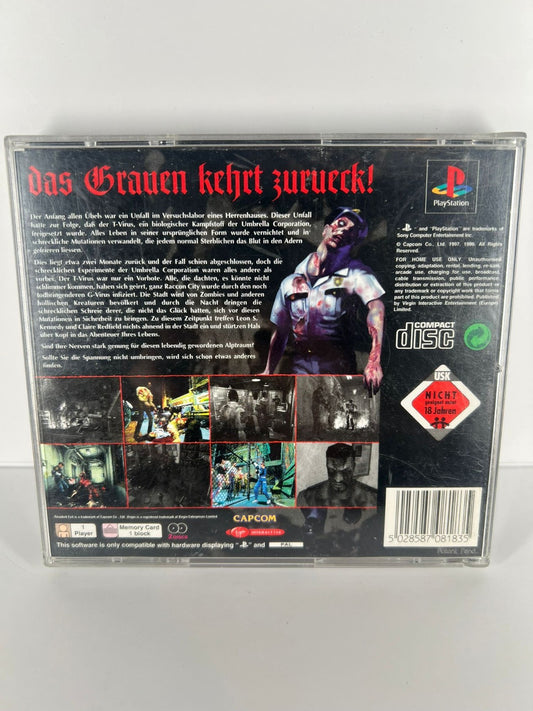 das Grauen kehrt zurueck!
Der Anfang allen Übels war ein Unfall im Versuchslabor eines Herrenhauses. Dieser Unfall
hatte zur Folge, daß der T-Virus, ein biologischer Kampfstoff der Umbrella Corporation,
freigesetzt wurde. Alles Leben in seiner ursprünglichen Form wurde vernichtet und in
schreckliche Mutationen verwandelt, die jedem normal Sterblichen das Blut in den Adern
gefrieren liessen.
Dies liegt etwa zwei Monate zurück und der Fall schien abgeschlossen, doch die
schrecklichen Experimente der Umbrella Corporation waren alles andere als
vorbei. Der T-Virus war nur ein Vorbote. All jenes, die dachten, es könnte nicht
schlimmer kommen, haben sich geirrt, ganz Raccon City wurde durch den noch
todbringenderen G-Virus infiziert. Die Stadt wird von Zombies und anderen
höllischen Kreaturen bevölkert und durch die Nacht dringen die
schrecklichen Schreie derer, die nicht das Glück hatten, sich vor diesen
Mutationen in Sicherheit zu bringen. Zu diesem Zeitpunkt treffen Leon S.
Kennedy und Claire Redfield nichts ahnend in der Stadt ein und stürzten Hals
über Kopf in das Abenteuer Ihres Lebens.
Sind Ihre Nerven stark genung für diesen lebendig gewordenen Alptraum?
Sollte Sie die Spannung nicht umbringen, wird sich schon etwas anderes
finden.
PlayStation
and "PlayStation" are trademarks of
Sony Computer Entertainment Inc.
© Capcom Co., Ltd. 1997, 1998. All Rights
Reserved.
FOR HOME USE ONLY. Unauthorised
copying, adaptation, rental, lending, re-sale,
arcade use, charging for use, broadcast,
cable transmission, public performance,
distribution or extraction of this product or
any trademark or copyright work that forms
part of this product are prohibited. Published
by Virgin Interactive Entertainment (Europe)
Limited.
COMPACT
disc
USK
NICHT
geeignet unter
18 Jahren
1
Player
Memory Card
1 block
CAPCOM
Virgin INTERACTIVE
This software is only compatible with hardware displaying " " and PAL
5 028587 081835